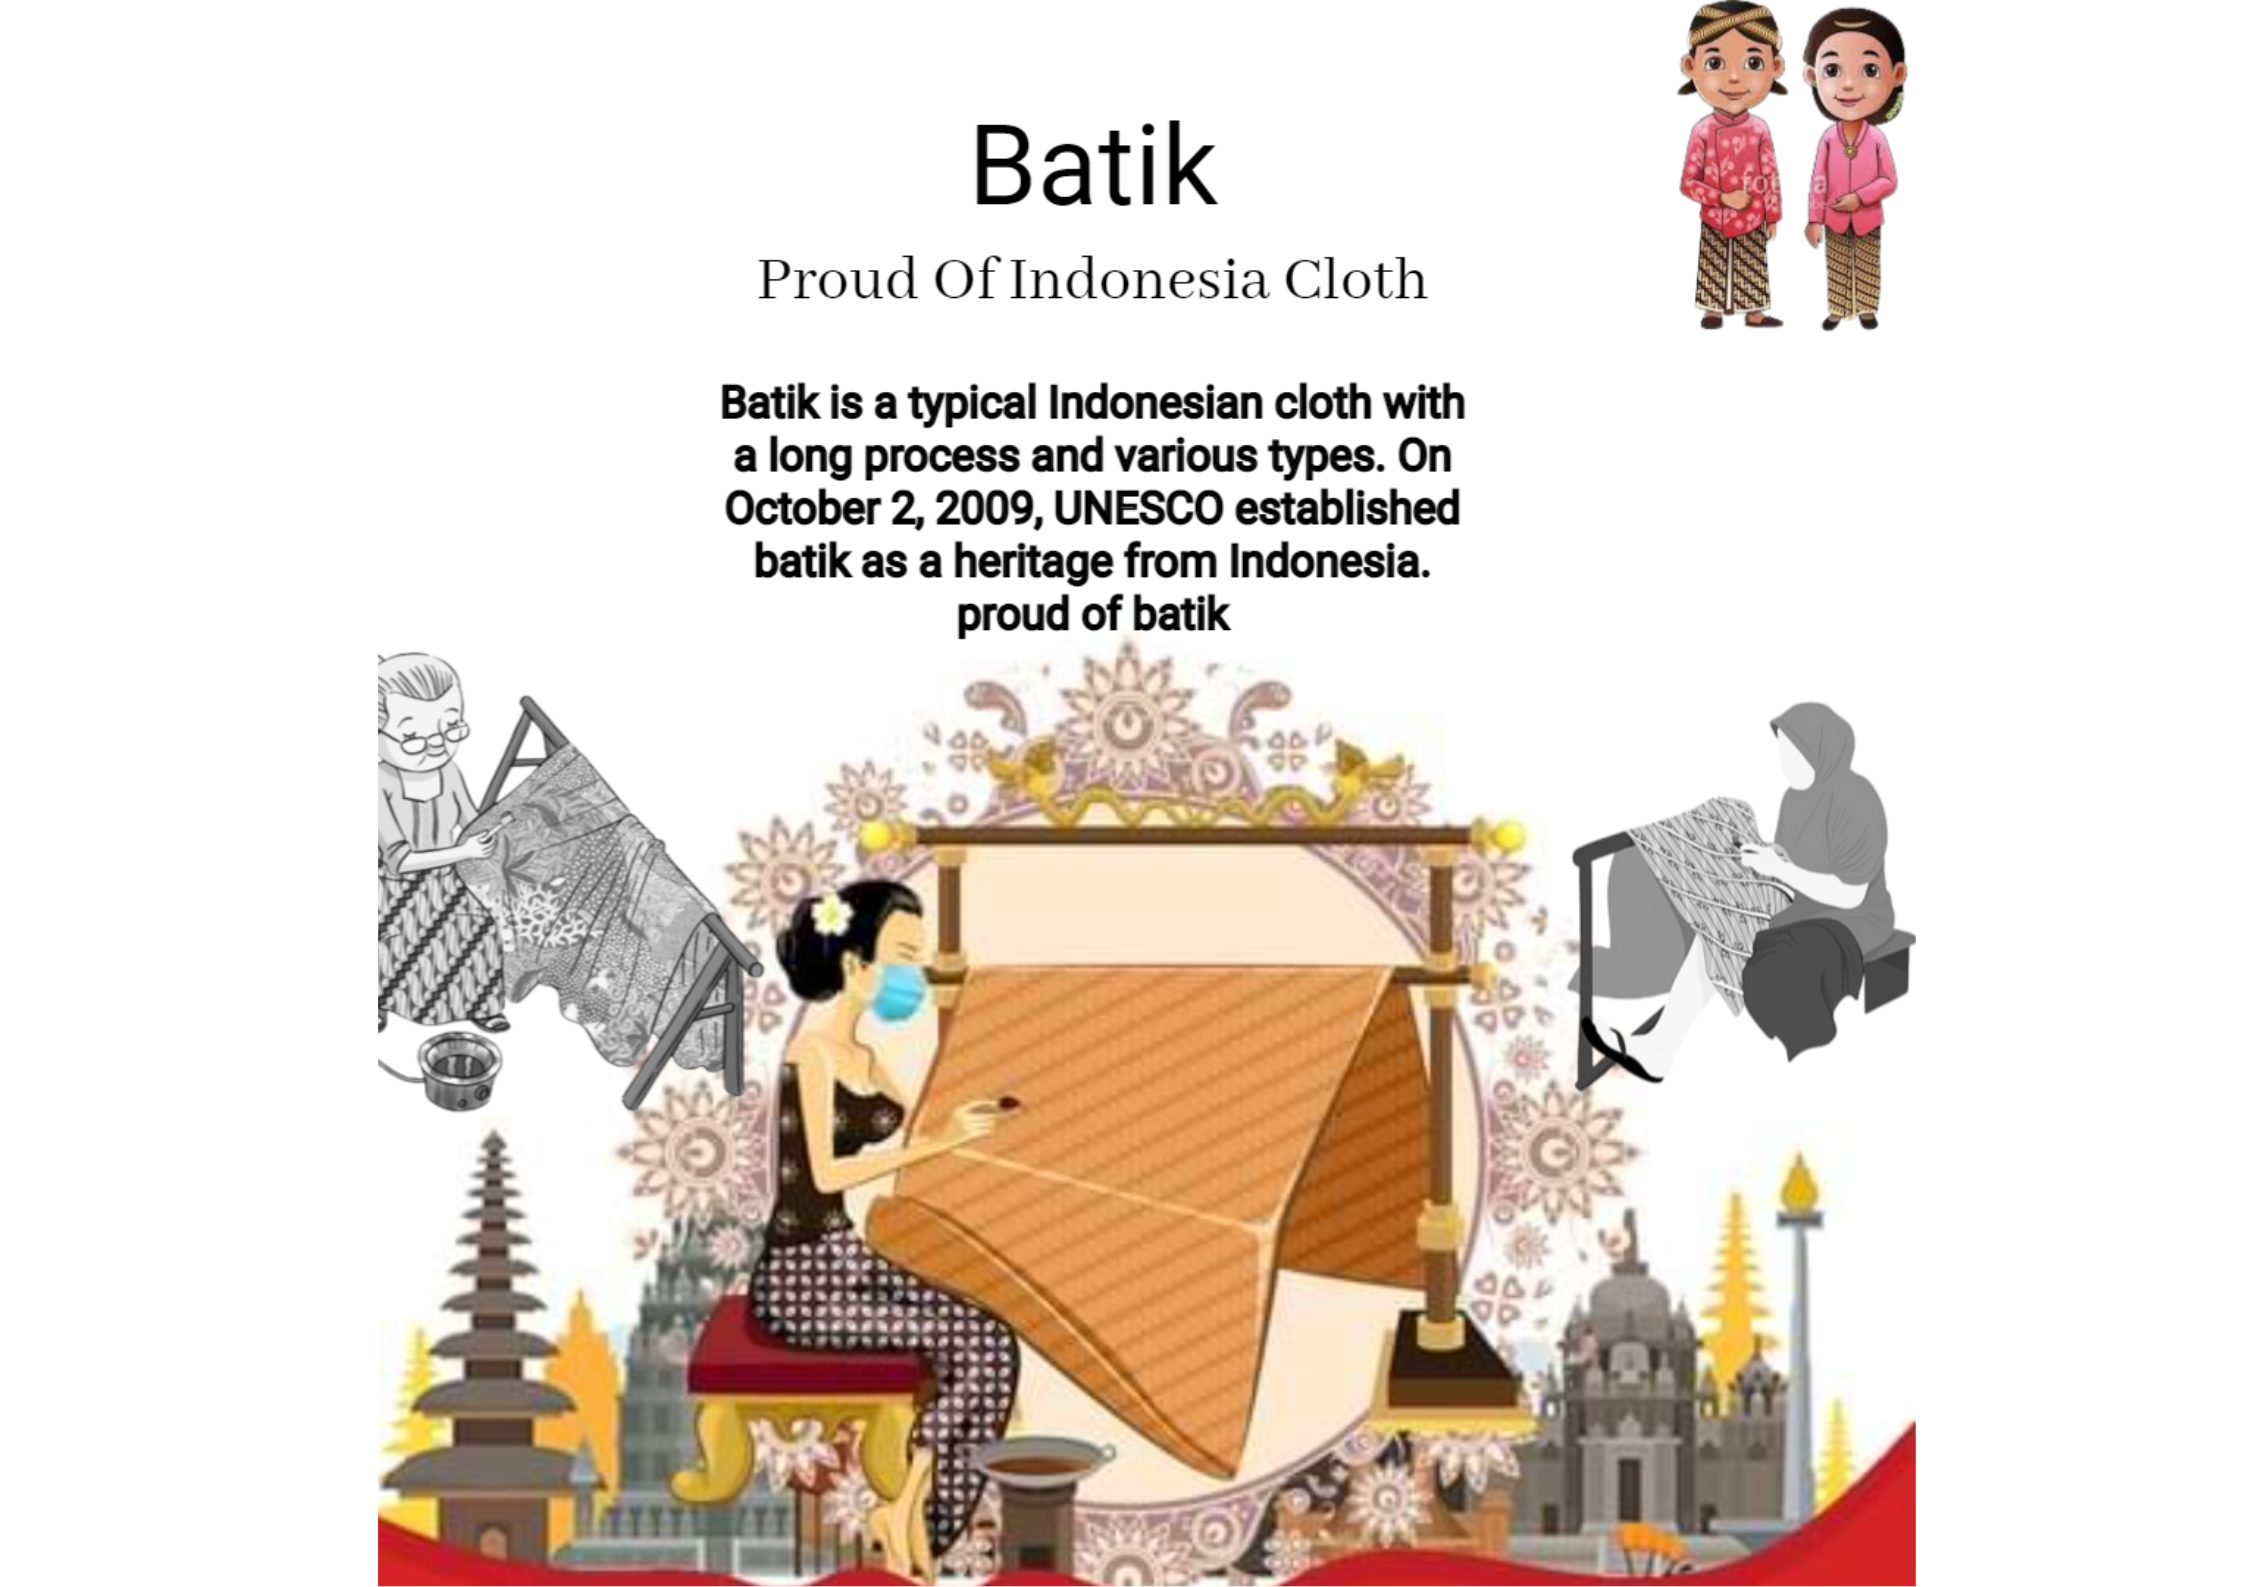 Batik
Proud Of Indonesia Cloth
Batik is a typical Indonesian cloth with
a long process and various types. On
October 2, 2009, UNESCO established
batik as a heritage from Indonesia.
proud of batik